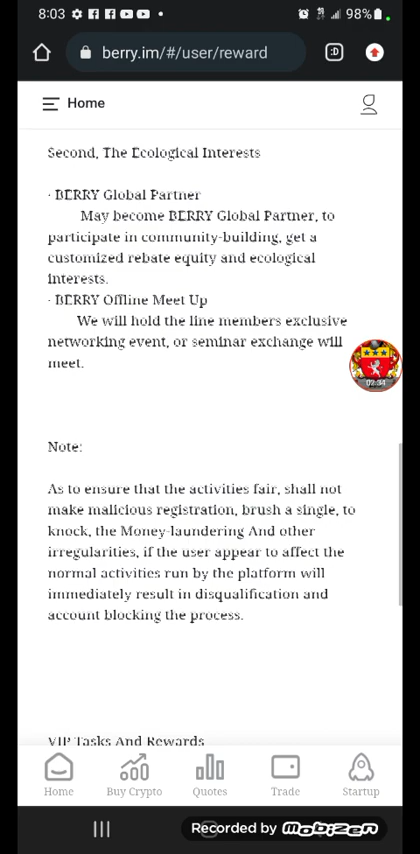 8:03
98%
berry.im/#/user/reward
:D
Home
Second, The Ecological Interests
· BERRY Global Partner
May become BERRY Global Partner, to
participate in community-building, get a
customized rebate equity and ecological
interests.
· BERRY Offline Meet Up
We will hold the line members exclusive
networking event, or seminar exchange will
meet.
02:34
Note:
As to ensure that the activities fair, shall not
make malicious registration, brush a single, to
knock, the Money-laundering And other
irregularities, if the user appear to affect the
normal activities run by the platform will
immediately result in disqualification and
account blocking the process.
VIP Tasks And Rewards
Home
Buy Crypto
Quotes
Trade
Startup
Recorded by Mobizen